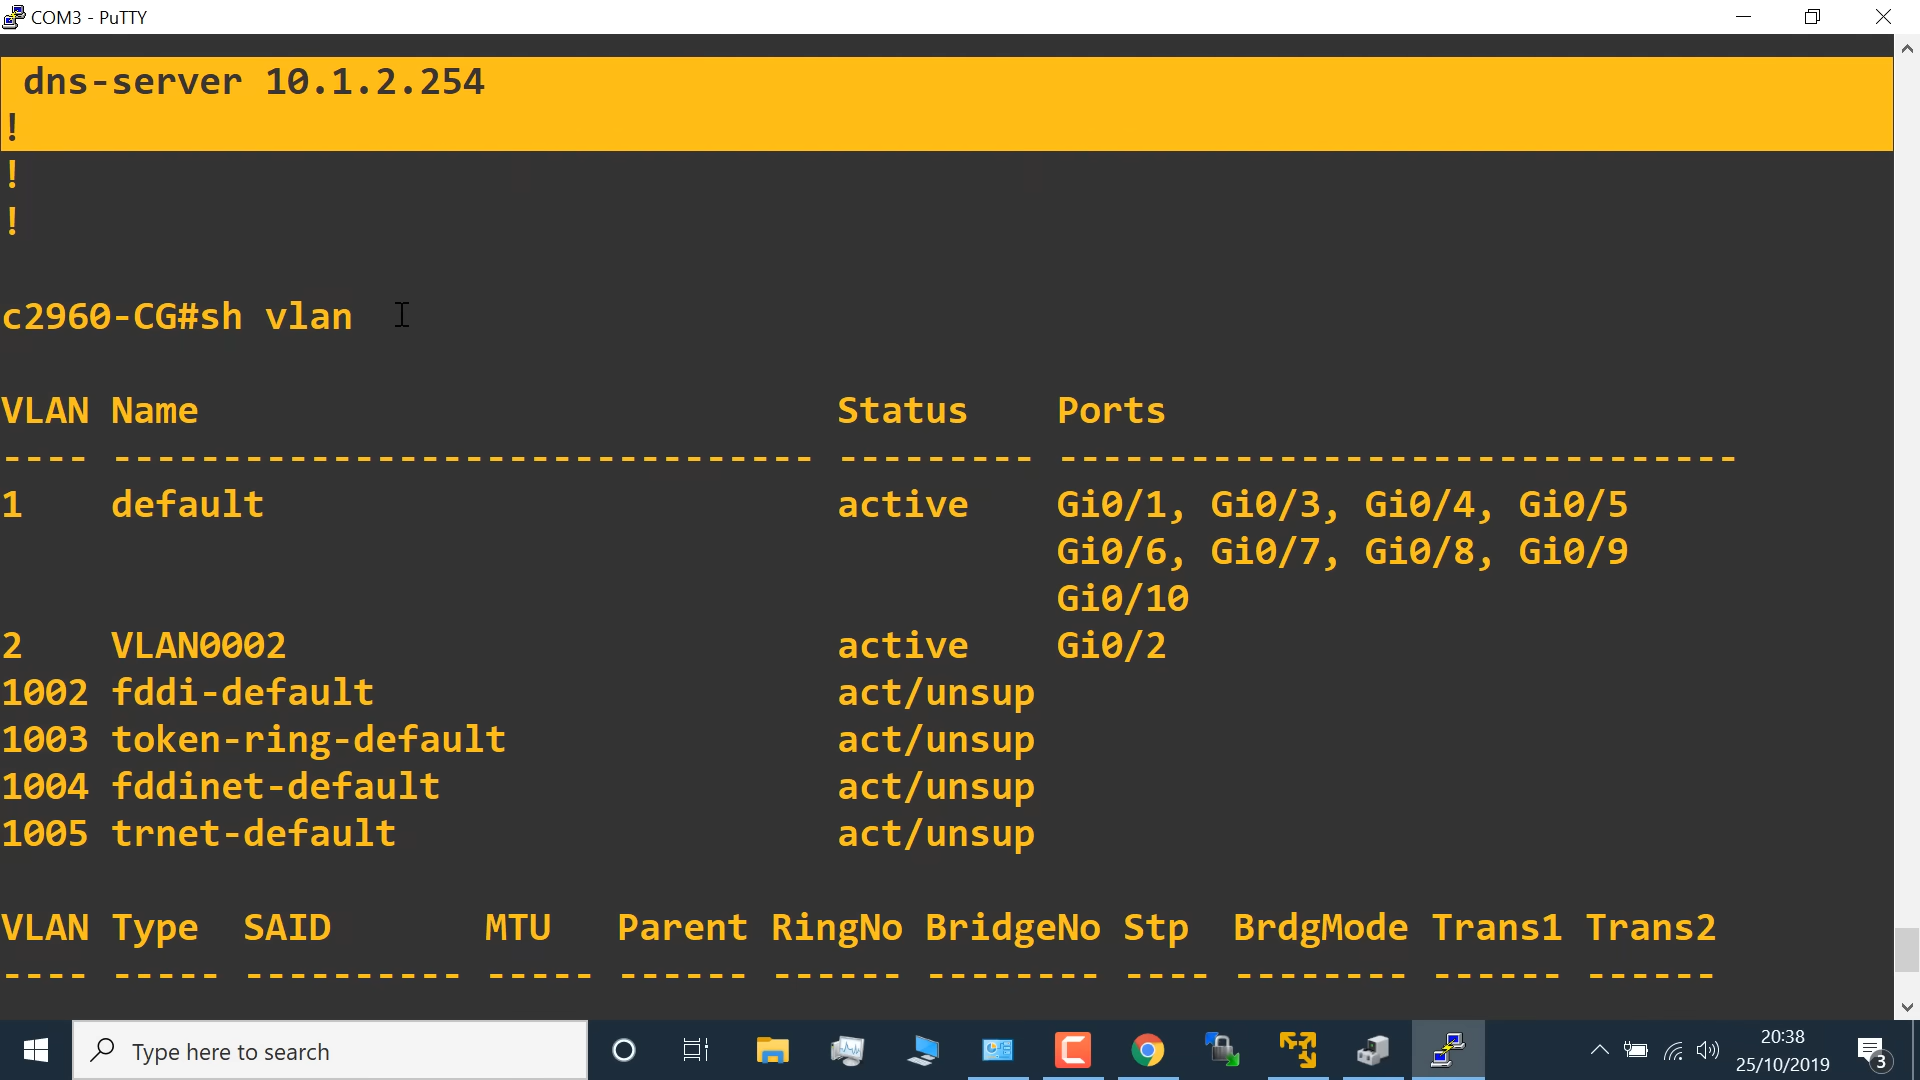 COM3 - PuTTY
dns-server 10.1.2.254
!
!
!
c2960-CG#sh vlan
VLAN Name Status Ports
---- -------------------------------- --------- -------------------------------
1 default active Gi0/1, Gi0/3, Gi0/4, Gi0/5
Gi0/6, Gi0/7, Gi0/8, Gi0/9
Gi0/10
2 VLAN0002 active Gi0/2
1002 fddi-default act/unsup
1003 token-ring-default act/unsup
1004 fddinet-default act/unsup
1005 trnet-default act/unsup
VLAN Type SAID MTU Parent RingNo BridgeNo Stp BrdgMode Trans1 Trans2
---- ----- ---------- ----- ------ ------ -------- ---- -------- ------ ------
Type here to search
20:38
25/10/2019
3